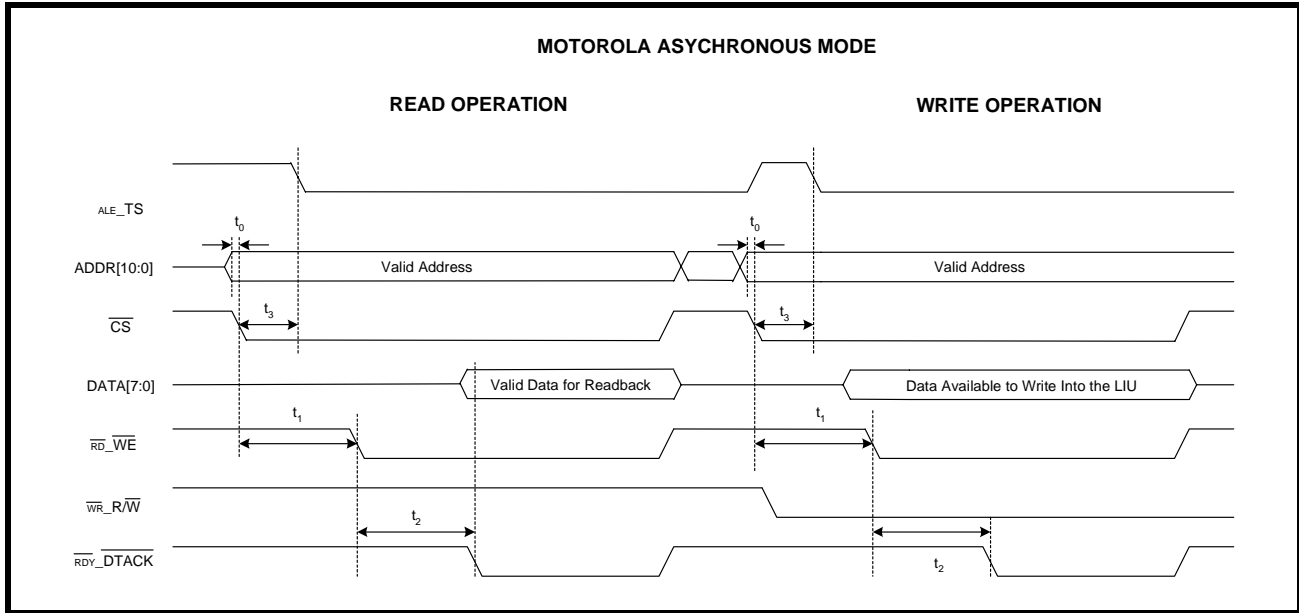 MOTOROLA ASYCHRONOUS MODE
READ OPERATION
WRITE OPERATION
ALE_TS
t0
t0
ADDR[10:0]
Valid Address
Valid Address
CS
t3
t3
DATA[7:0]
Valid Data for Readback
Data Available to Write Into the LIU
t1
t1
RD_WE
WR_R/W
t2
RDY_DTACK
t2